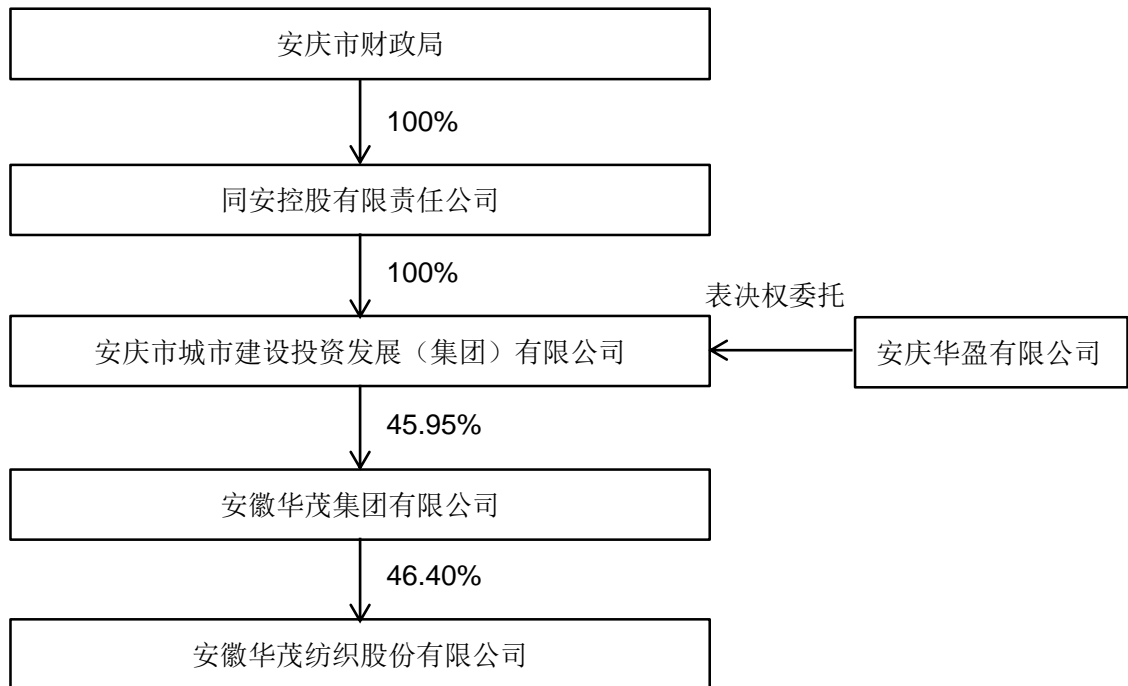 安庆市财政局
100%
同安控股有限责任公司
100%
表决权委托
安庆市城市建设投资发展（集团）有限公司
安庆华盈有限公司
45.95%
安徽华茂集团有限公司
46.40%
安徽华茂纺织股份有限公司